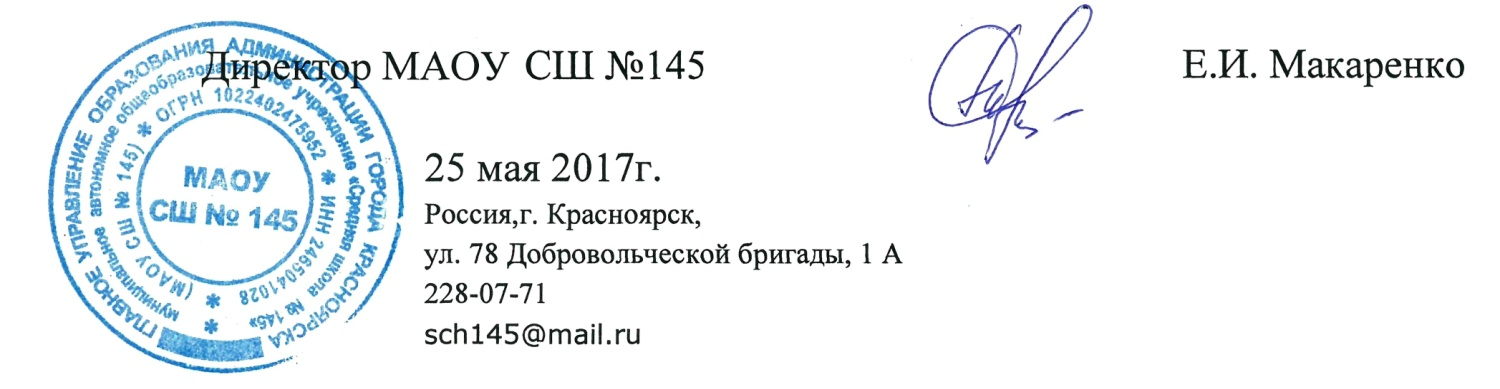 Директор МАОУ СШ №145 Е.И. Макаренко
25 мая 2017г.
Россия,г. Красноярск,
ул. 78 Добровольческой бригады, 1 А
228-07-71
sch145@mail.ru
ГЛАВНОЕ УПРАВЛЕНИЕ ОБРАЗОВАНИЯ АДМИНИСТРАЦИИ ГОРОДА КРАСНОЯРСКА
муниципальное автономное общеобразовательное учреждение «Средняя школа № 145»
(МАОУ СШ № 145) * ОГРН 1022402475952 * ИНН 2465041028 *
МАОУ
СШ № 145